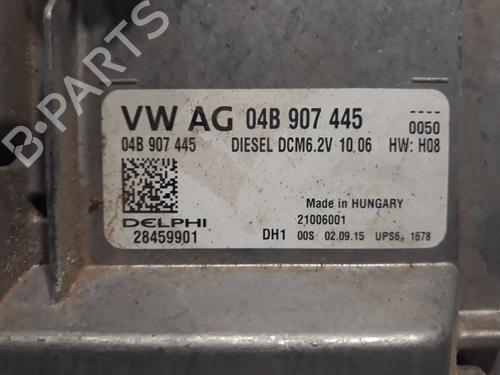 B-PARTS
VW AG 04B 907 445
0050
04B 907 445 DIESEL DCM6.2V 10,06 HW: H08
Made in HUNGARY
DELPHI 21006001
28459901 DH1 00S 02.09.15 UPS6, 1678